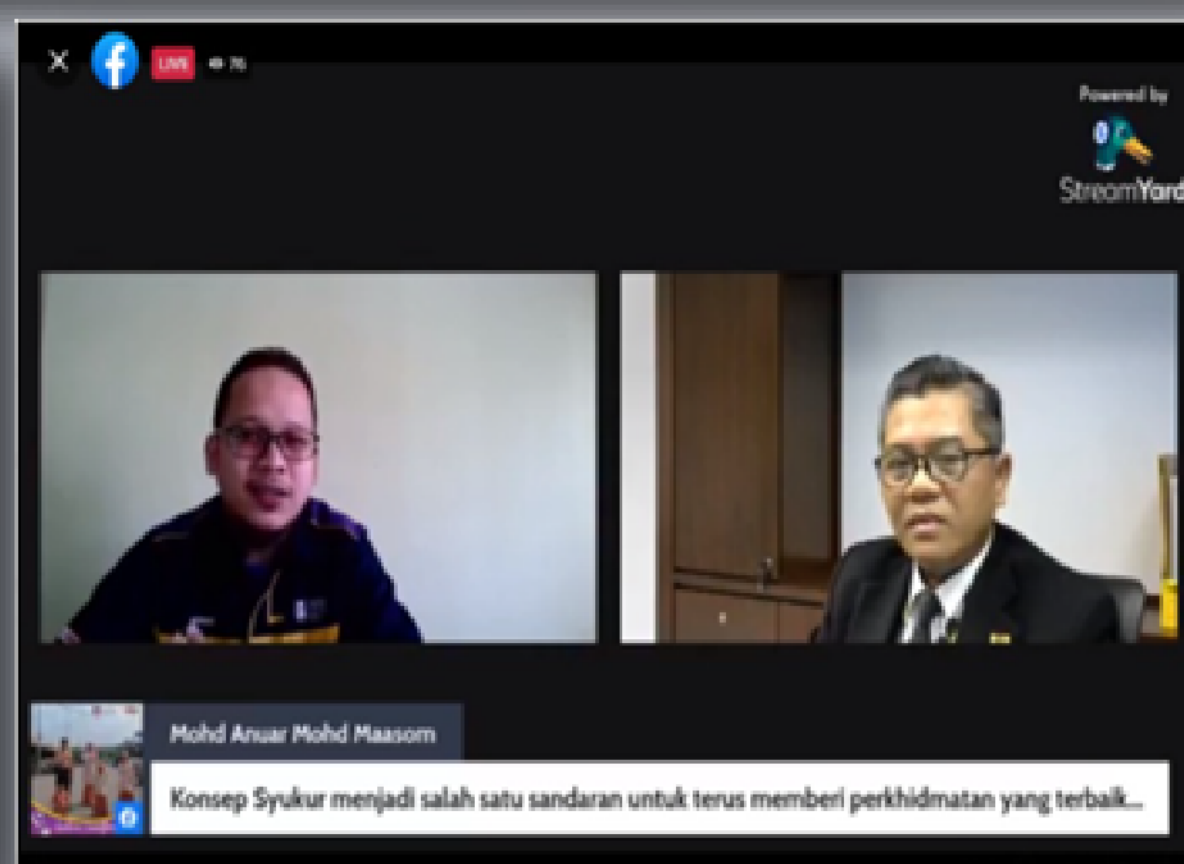 X
LIVE 76
Powered by
StreamYard
Mohd Anuar Mohd Maasom
Konsep Syukur menjadi salah satu sandaran untuk terus memberi perkhidmatan yang terbaik...